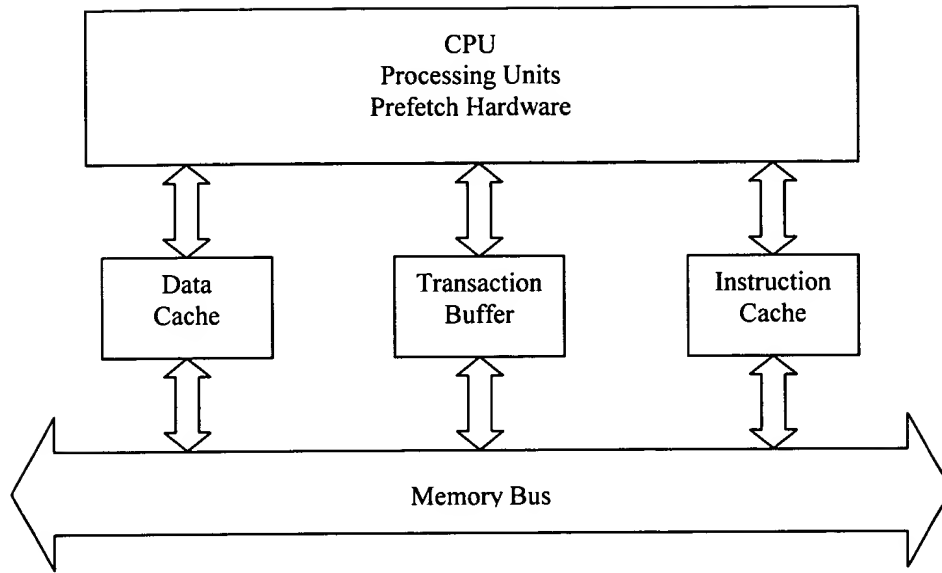 CPU
Processing Units
Prefetch Hardware
Data
Cache
Transaction
Buffer
Instruction
Cache
Memory Bus